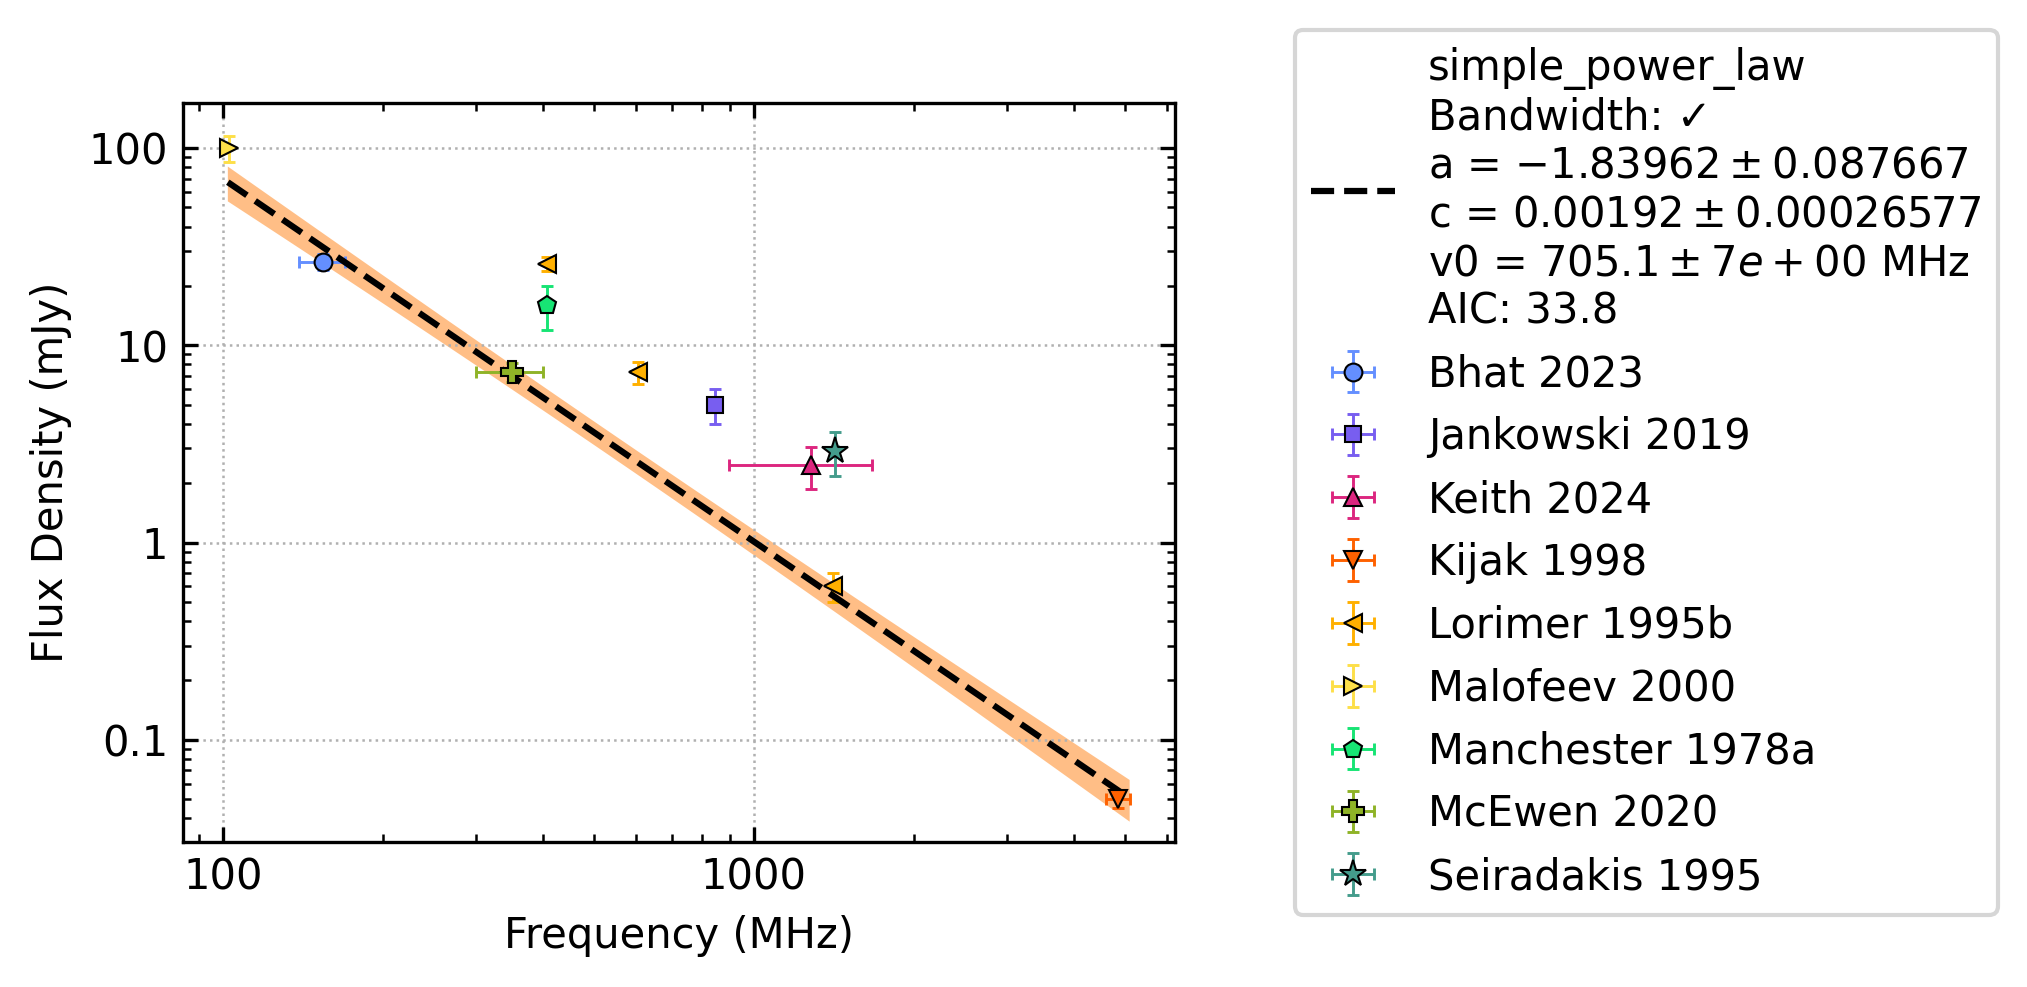 simple_power_law
Bandwidth: ✓
a = −1.83962 ± 0.087667
c = 0.00192 ± 0.00026577
v0 = 705.1 ± 7e + 00 MHz
AIC: 33.8
Bhat 2023
Jankowski 2019
Keith 2024
Kijak 1998
Lorimer 1995b
Malofeev 2000
Manchester 1978a
McEwen 2020
Seiradakis 1995
Flux Density (mJy)
100
10
1
0.1
100
1000
Frequency (MHz)